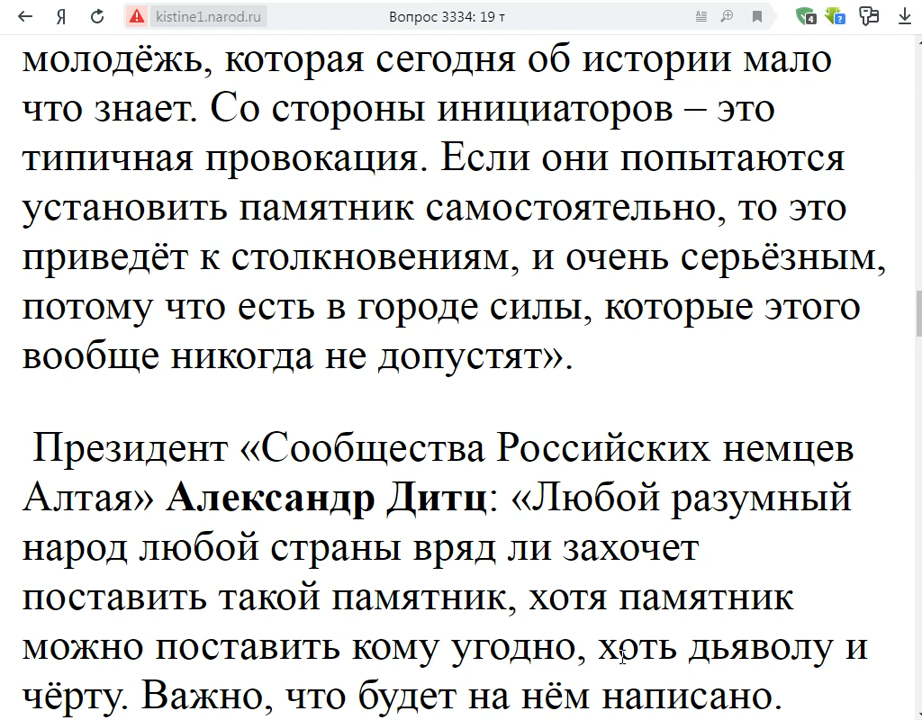 kistine1.narod.ru
Вопрос 3334: 19 т
молодёжь, которая сегодня об истории мало
что знает. Со стороны инициаторов – это
типичная провокация. Если они попытаются
установить памятник самостоятельно, то это
приведёт к столкновениям, и очень серьёзным,
потому что есть в городе силы, которые этого
вообще никогда не допустят».
Президент «Сообщества Российских немцев
Алтая» Александр Дитц: «Любой разумный
народ любой страны вряд ли захочет
поставить такой памятник, хотя памятник
можно поставить кому угодно, хоть дьяволу и
чёрту. Важно, что будет на нём написано.